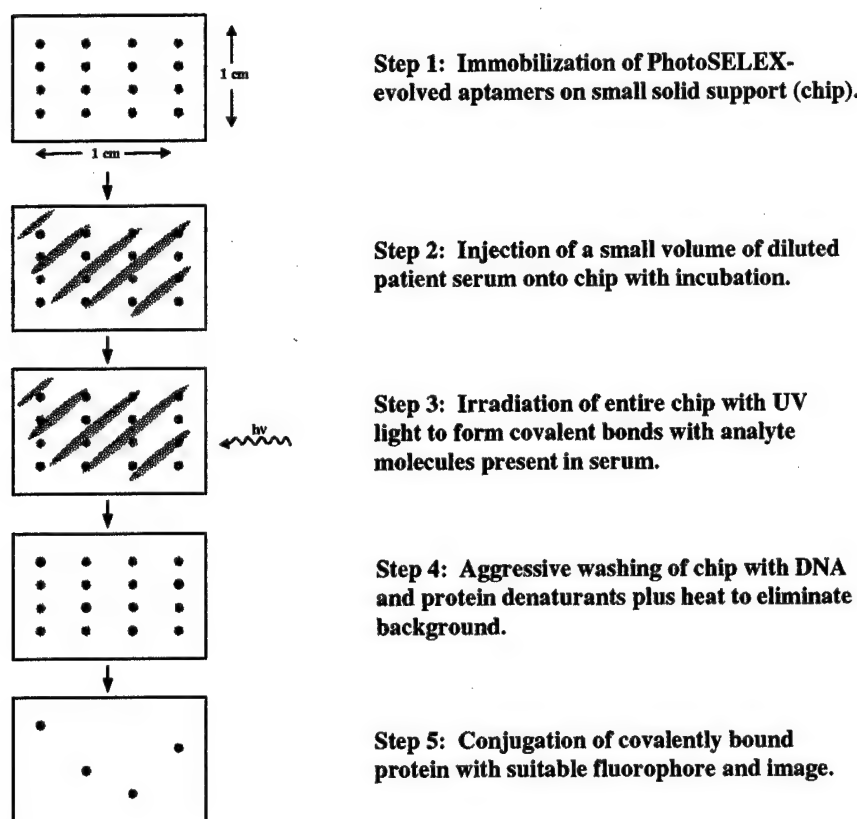 1 cm
1 cm
Step 1: Immobilization of PhotoSELEX-
evolved aptamers on small solid support (chip).
Step 2: Injection of a small volume of diluted
patient serum onto chip with incubation.
hν
Step 3: Irradiation of entire chip with UV
light to form covalent bonds with analyte
molecules present in serum.
Step 4: Aggressive washing of chip with DNA
and protein denaturants plus heat to eliminate
background.
Step 5: Conjugation of covalently bound
protein with suitable fluorophore and image.